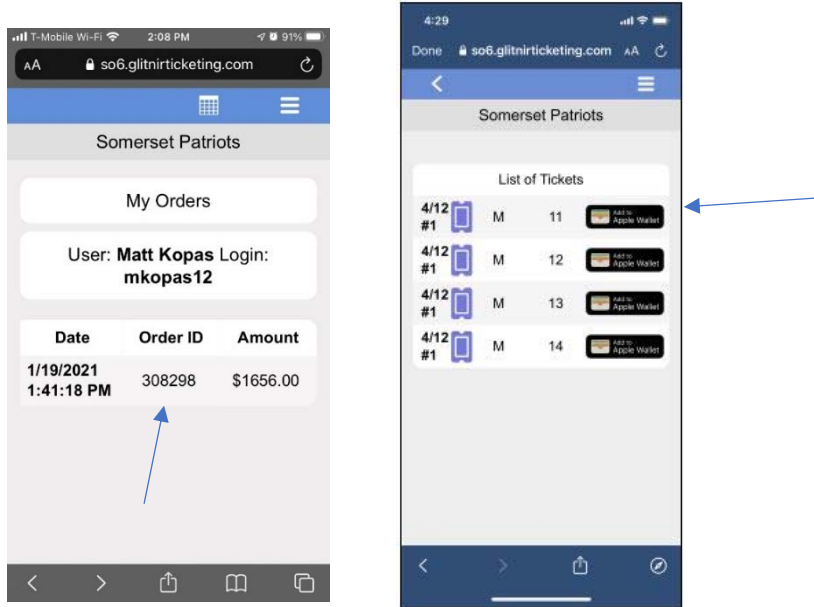 T-Mobile Wi-Fi 2:08 PM 91%
AA so6.glitnirticketing.com
Somerset Patriots
My Orders
User: Matt Kopas Login:
mkopas12
Date Order ID Amount
1/19/2021
1:41:18 PM 308298 $1656.00
4:29
Done so6.glitnirticketing.com AA
Somerset Patriots
List of Tickets
4/12
#1 M 11 Add to
Apple Wallet
4/12
#1 M 12 Add to
Apple Wallet
4/12
#1 M 13 Add to
Apple Wallet
4/12
#1 M 14 Add to
Apple Wallet